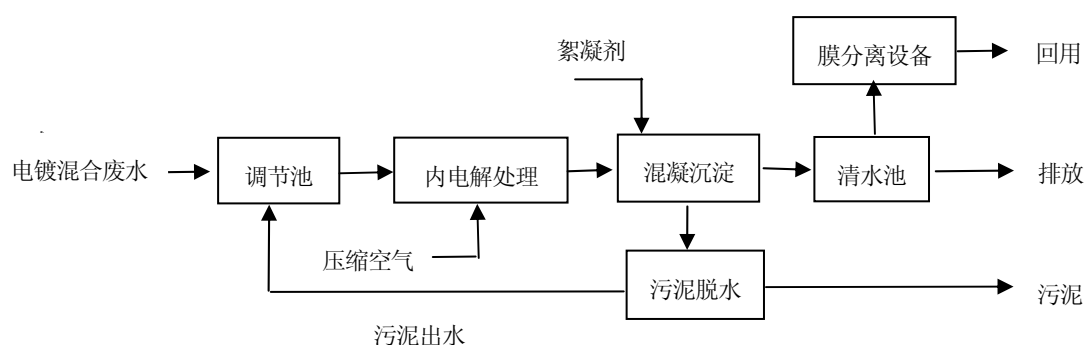 絮凝剂
膜分离设备
回用
电镀混合废水
调节池
内电解处理
混凝沉淀
清水池
排放
压缩空气
污泥脱水
污泥
污泥出水